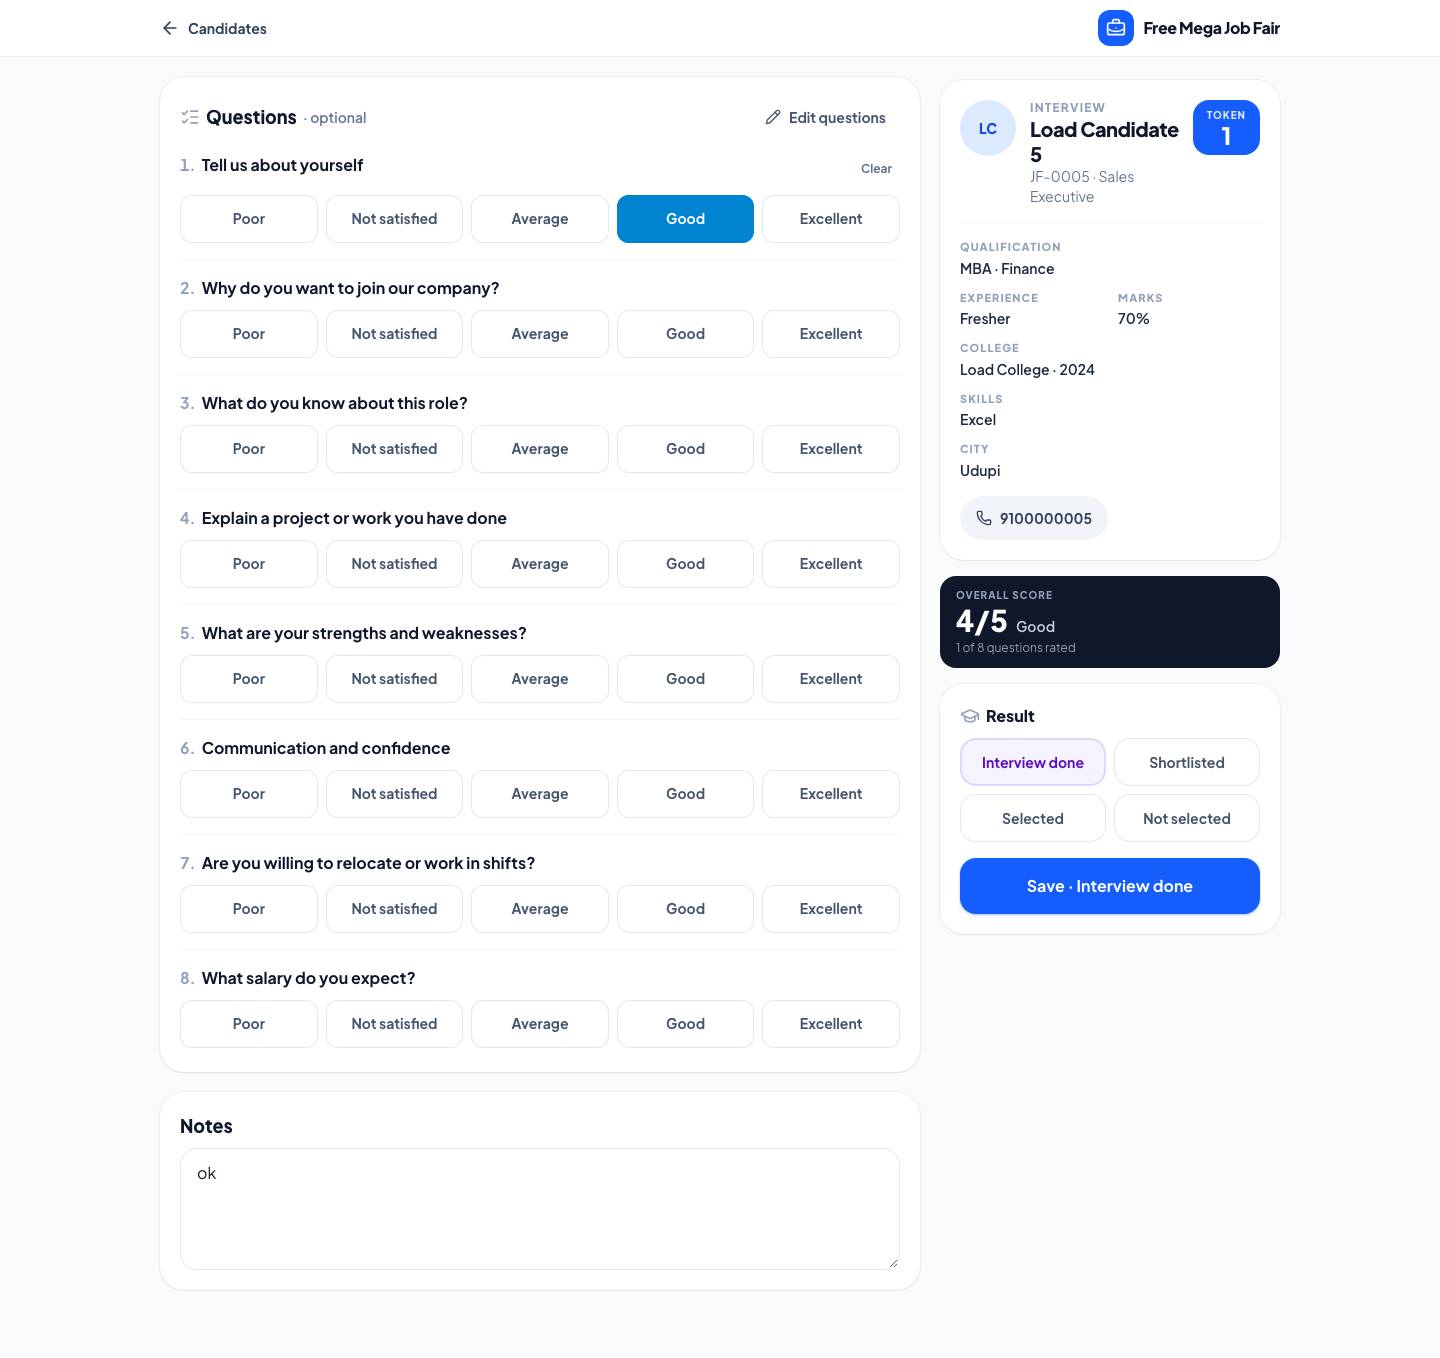 Candidates
Free Mega Job Fair
Questions · optional
Edit questions
1. Tell us about yourself
Clear
Poor Not satisfied Average Good Excellent
2. Why do you want to join our company?
Poor Not satisfied Average Good Excellent
3. What do you know about this role?
Poor Not satisfied Average Good Excellent
4. Explain a project or work you have done
Poor Not satisfied Average Good Excellent
5. What are your strengths and weaknesses?
Poor Not satisfied Average Good Excellent
6. Communication and confidence
Poor Not satisfied Average Good Excellent
7. Are you willing to relocate or work in shifts?
Poor Not satisfied Average Good Excellent
8. What salary do you expect?
Poor Not satisfied Average Good Excellent
Notes
ok
LC
INTERVIEW
Load Candidate
5
JF-0005 · Sales
Executive
TOKEN
1
QUALIFICATION
MBA · Finance
EXPERIENCE MARKS
Fresher 70%
COLLEGE
Load College · 2024
SKILLS
Excel
CITY
Udupi
9100000005
OVERALL SCORE
4/5 Good
1 of 8 questions rated
Result
Interview done Shortlisted
Selected Not selected
Save · Interview done